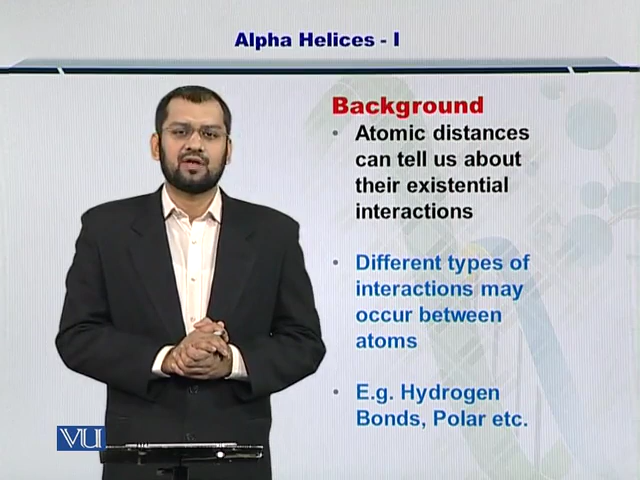 Alpha Helices - I
Background
• Atomic distances
can tell us about
their existential
interactions
• Different types of
interactions may
occur between
atoms
• E.g. Hydrogen
Bonds, Polar etc.
VU